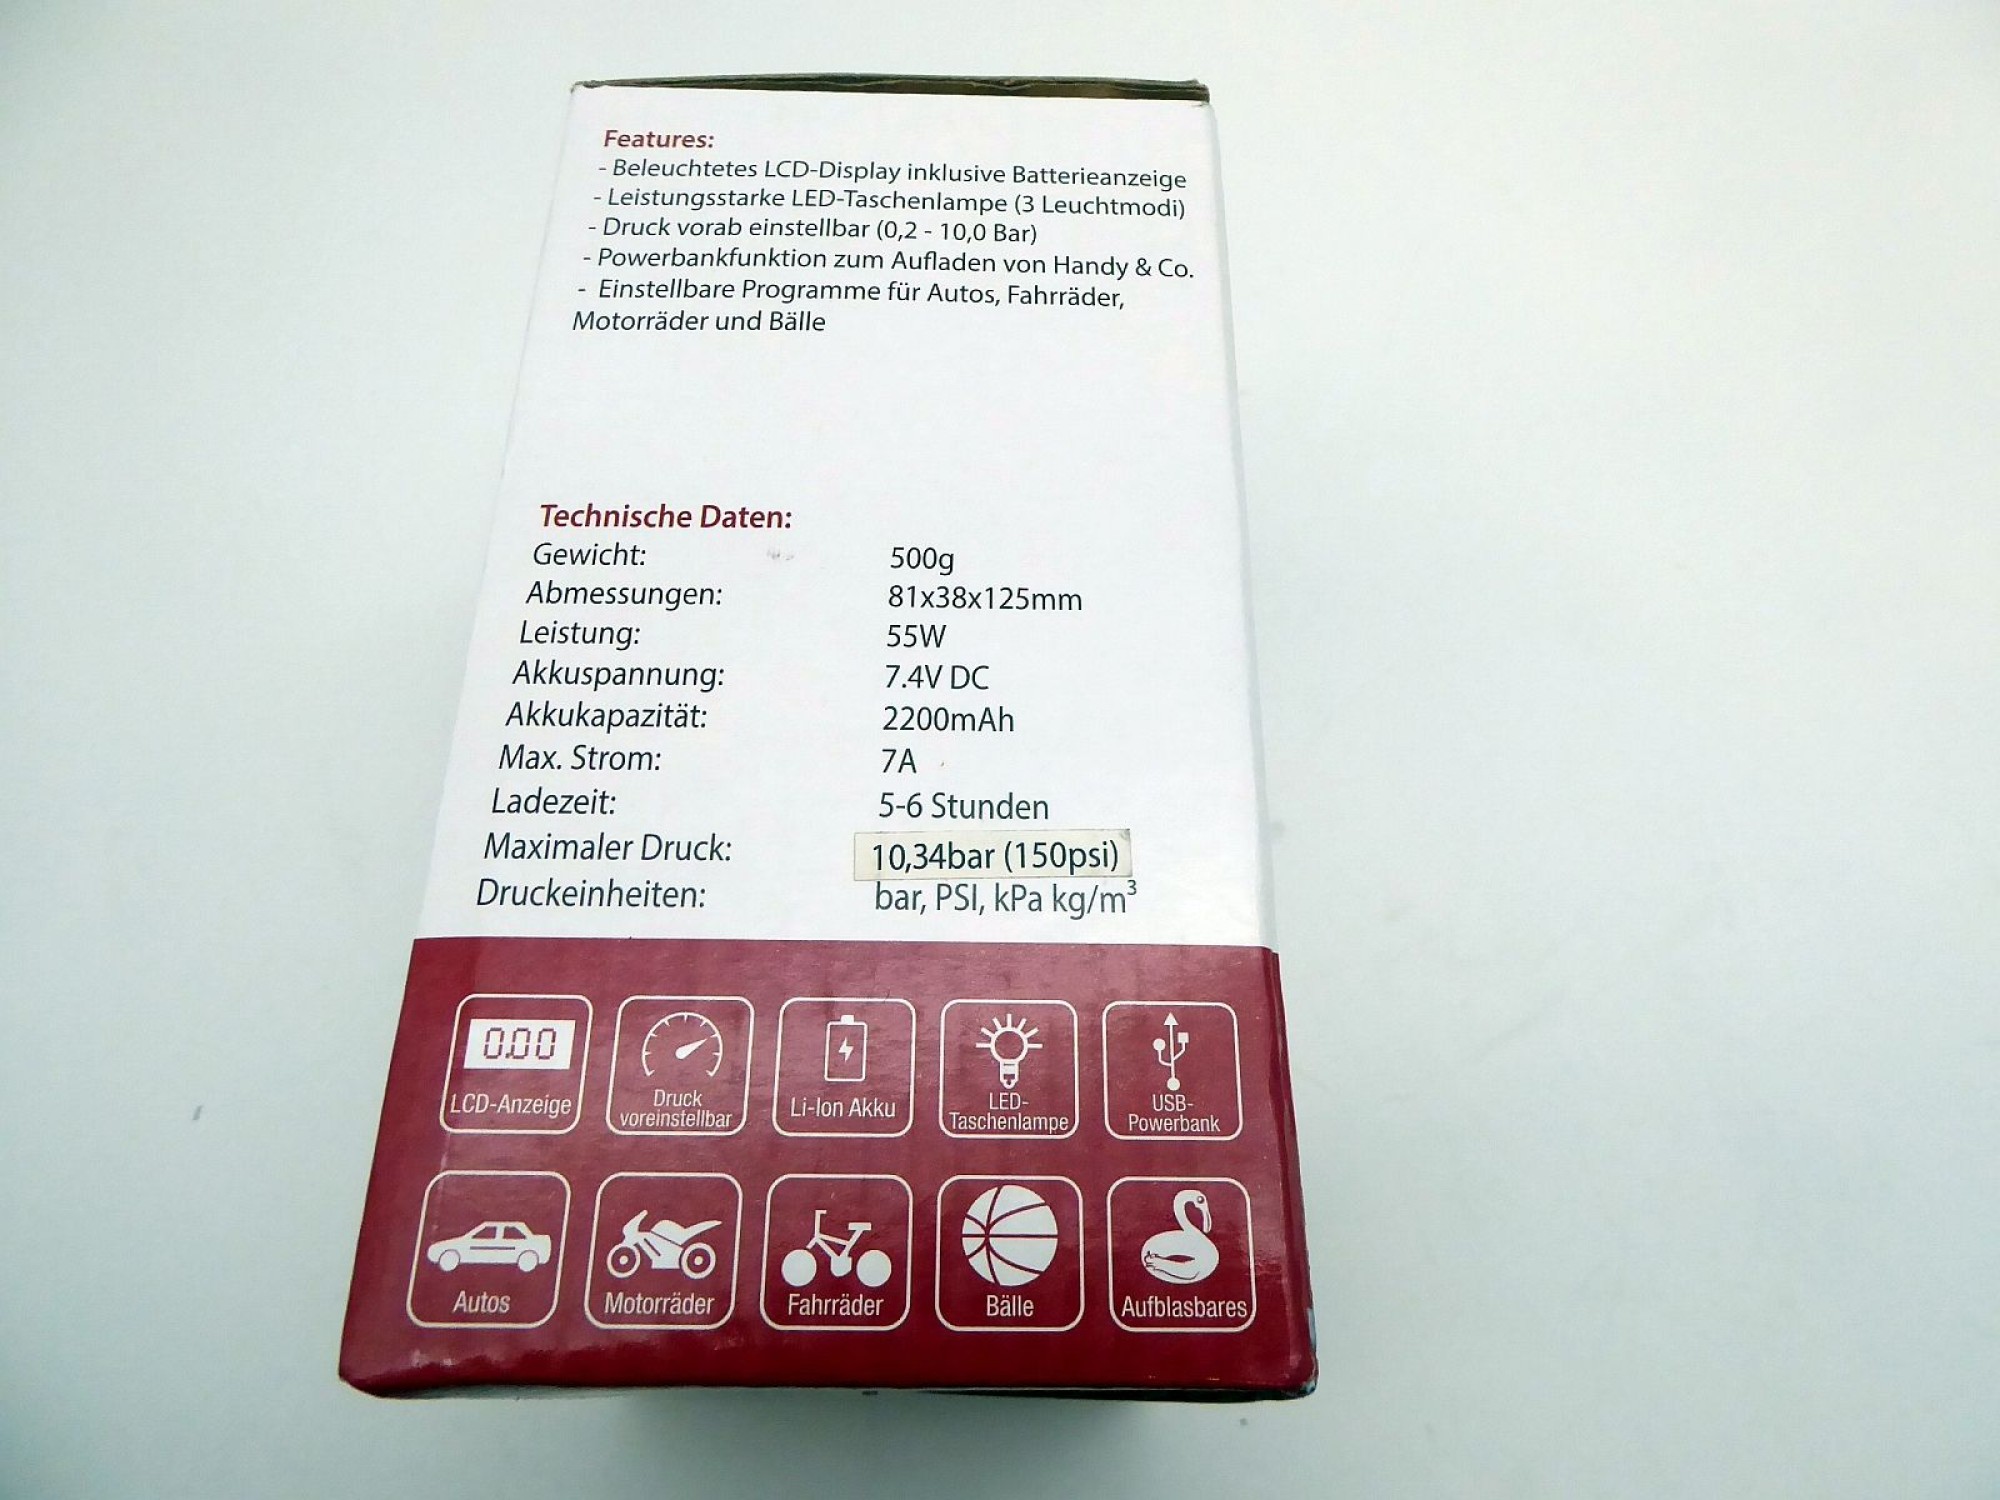 Features:
- Beleuchtetes LCD-Display inklusive Batterieanzeige
- Leistungsstarke LED-Taschenlampe (3 Leuchtmodi)
- Druck vorab einstellbar (0,2 - 10,0 Bar)
- Powerbankfunktion zum Aufladen von Handy & Co.
- Einstellbare Programme für Autos, Fahrräder,
Motorräder und Bälle
Technische Daten:
Gewicht: 500g
Abmessungen: 81x38x125mm
Leistung: 55W
Akkuspannung: 7.4V DC
Akkukapazität: 2200mAh
Max. Strom: 7A
Ladezeit: 5-6 Stunden
Maximaler Druck: 10,34bar (150psi)
Druckeinheiten: bar, PSI, kPa kg/m³
0.00
LCD-Anzeige
Druck
voreinstellbar
Li-Ion Akku
LED-
Taschenlampe
USB-
Powerbank
Autos
Motorräder
Fahrräder
Bälle
Aufblasbares